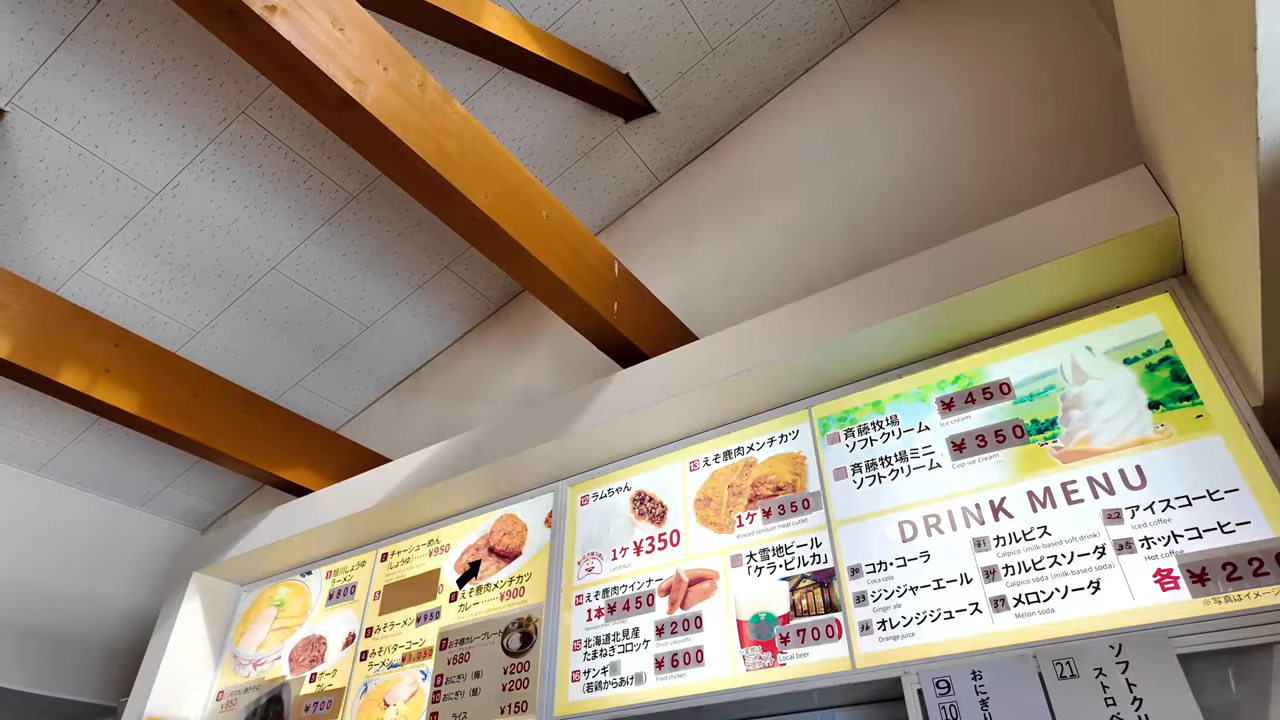 1 旭川しょうゆ
ラーメン
¥800
2 チャーシューめん
(しょうゆ)……¥950
3 みそラーメン
¥950
4 みそバターコーン
ラーメン…¥1,050
ポーク
カレー
¥700
えぞ鹿肉メンチカツ
カレー……¥900
7 お子様カレープレート
¥680
9 おにぎり(梅) ¥200
10 おにぎり(鮭) ¥200
11 ライス ¥150
12 ラムちゃん
1ケ¥350
Lamb bun
13 えぞ鹿肉メンチカツ
1ケ¥350
Minced venison meat cutlet
14 えぞ鹿肉ウインナー
1本¥450
15 北海道北見産
たまねぎコロッケ
¥200
Onion croquette
16 ザンギ
(若鶏からあげ)
¥600
Fried chicken
大雪地ビール
「ケラ・ピルカ」
¥700
Local beer
斉藤牧場
ソフトクリーム
¥450
Ice cream
斉藤牧場ミニ
ソフトクリーム
¥350
Cup ice cream
DRINK MENU
30 コカ・コーラ
Coca cola
33 ジンジャーエール
Ginger ale
36 オレンジジュース
Orange juice
31 カルピス
Calpico (milk-based soft drink)
34 カルピスソーダ
Calpico soda (milk-based soda)
37 メロンソーダ
Melon soda
22 アイスコーヒー
Iced coffee
25 ホットコーヒー
Hot coffee
各¥220
※写真はイメージ
9 おにぎり
10
21 ソフトク
ストロベ